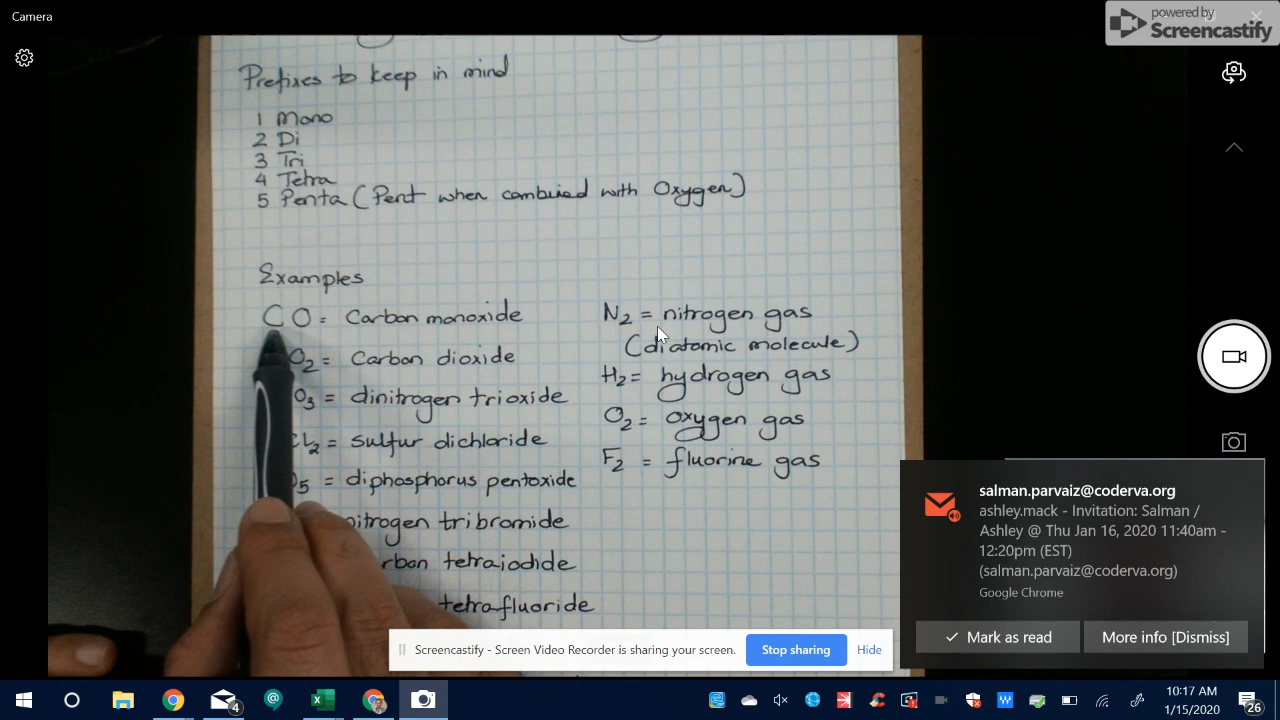 Camera
powered by
Screencastify
Prefixes to keep in mind
1 Mono
2 Di
3 Tri
4 Tetra
5 Penta (Pent when combined with Oxygen)
Examples
CO = Carbon monoxide
O2 = Carbon dioxide
O3 = dinitrogen trioxide
CL2 = sulfur dichloride
O5 = diphosphorus pentoxide
nitrogen tribromide
rbon tetraiodide
tetrafluoride
N2 = nitrogen gas
(diatomic molecule)
H2 = hydrogen gas
O2 = oxygen gas
F2 = fluorine gas
salman.parvaiz@coderva.org
ashley.mack - Invitation: Salman /
Ashley @ Thu Jan 16, 2020 11:40am -
12:20pm (EST)
(salman.parvaiz@coderva.org)
Google Chrome
Mark as read
More info [Dismiss]
Screencastify - Screen Video Recorder is sharing your screen.
Stop sharing
Hide
4
10:17 AM
1/15/2020
26